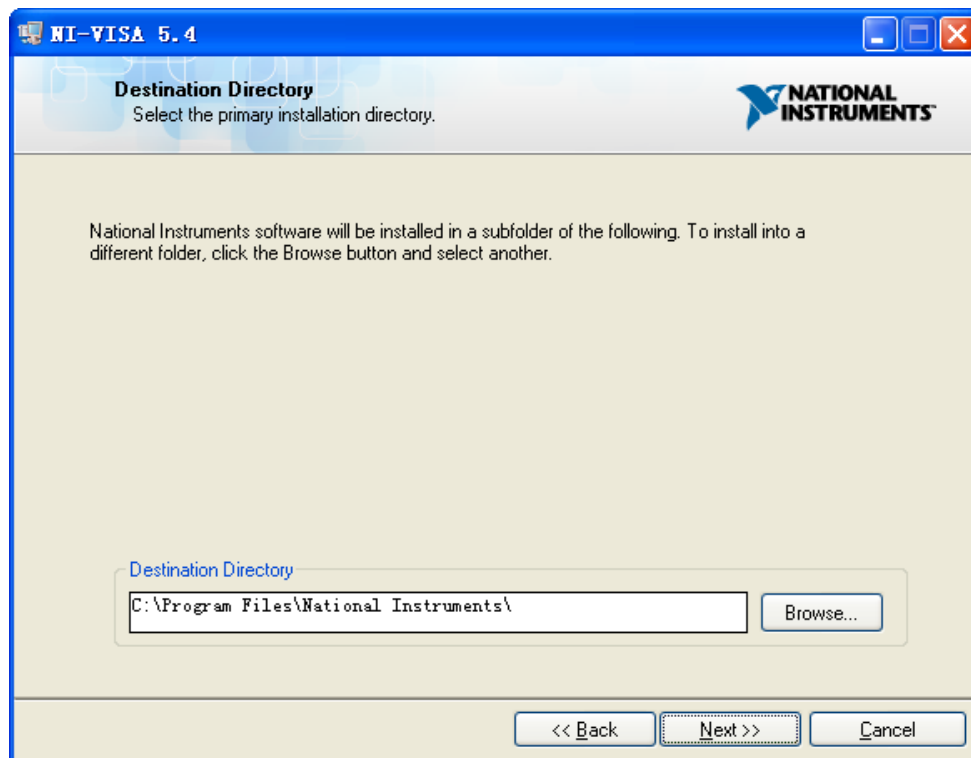 NI-VISA 5.4
Destination Directory
Select the primary installation directory.
NATIONAL
INSTRUMENTS™
National Instruments software will be installed in a subfolder of the following. To install into a
different folder, click the Browse button and select another.
Destination Directory
C:\Program Files\National Instruments\
Browse...
<< Back
Next >>
Cancel